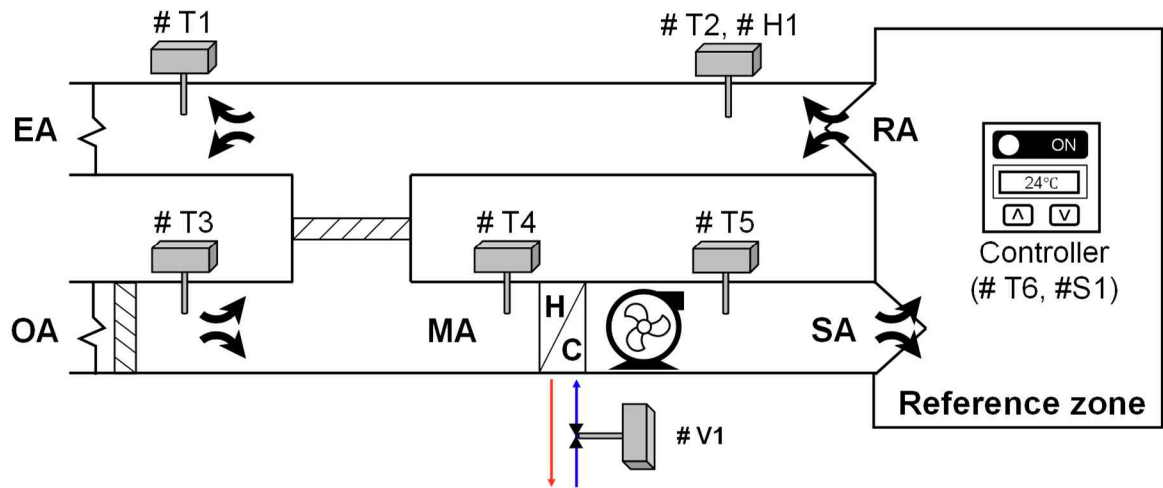 # T1
# T2, # H1
EA
RA
ON
24℃
# T3
# T4
# T5
Controller
(# T6, #S1)
OA
MA
H
C
SA
Reference zone
# V1